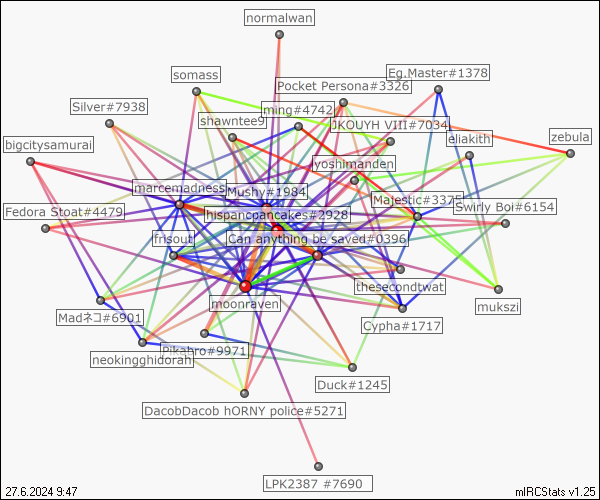 normalwan
Eg.Master#1378
somass
Pocket Persona#3326
Silver#7938
ming#4742
shawntee9
JKOUYH VIII#7034
eliakith
zebula
bigcitysamurai
yoshimanden
marcemadness
Mushy#1984
Majestic#3375
Swirly Boi#6154
Fedora Stoat#4479
hispancpancakes#2928
frisout
Can anything be saved#0396
thesecondtwat
moonraven
mukszi
Madネコ#6901
Cypha#1717
Pikabro#9971
neokingghidorah
Duck#1245
DacobDacob hORNY police#5271
LPK2387 #7690
27.6.2024 9:47
mIRCStats v1.25